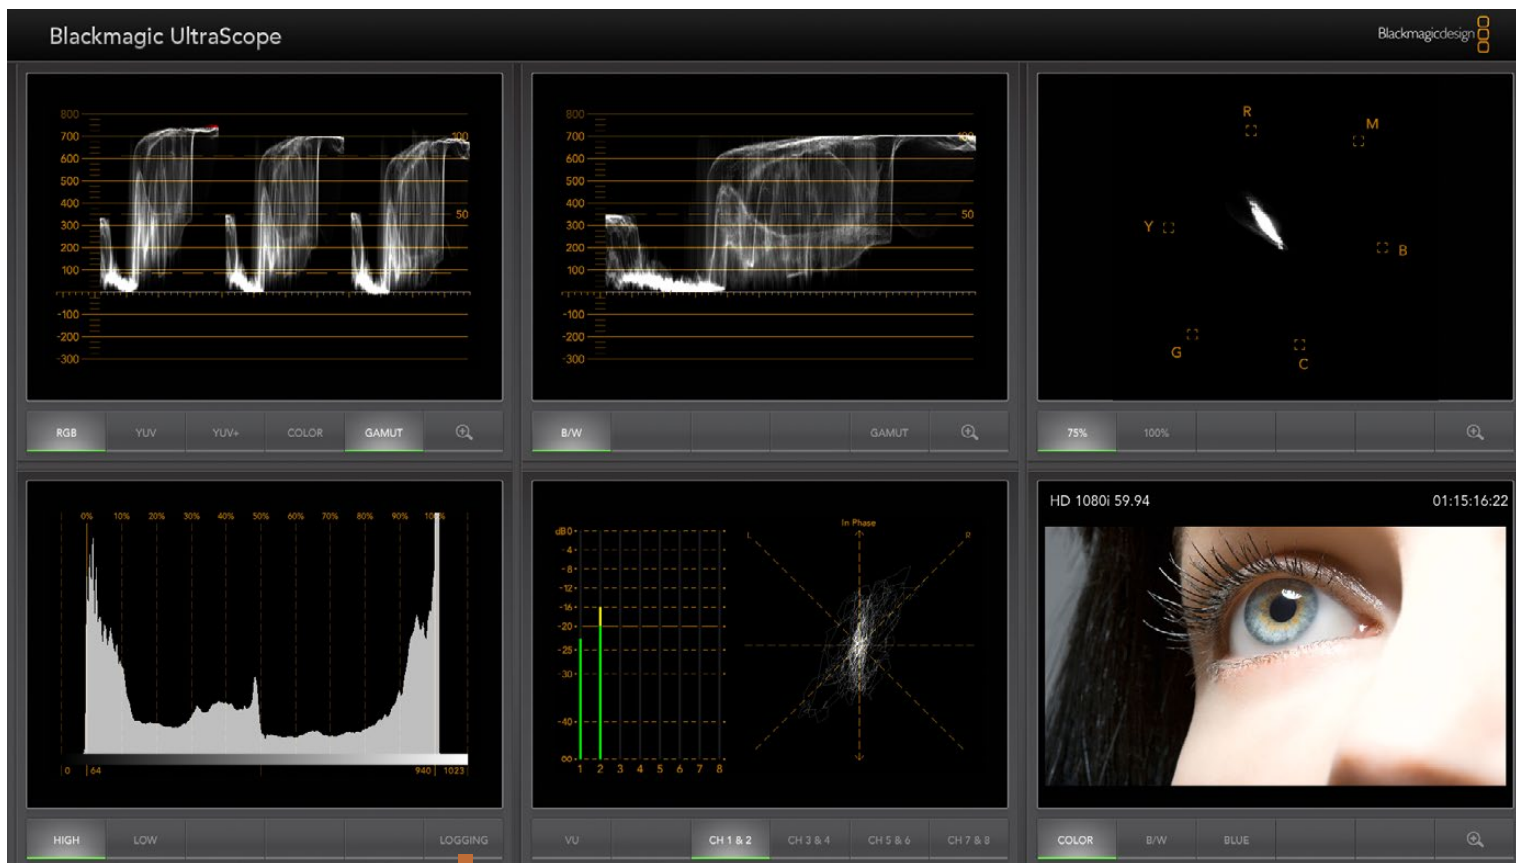 Blackmagic UltraScope
Blackmagicdesign
800
700
600
500
400
300
200
100
-100
-200
-300
100
50
RGB YUV YUV+ COLOR GAMUT
800
700
600
500
400
300
200
100
-100
-200
-300
100
50
B/W GAMUT
R
M
Y
B
G
C
75% 100%
0% 10% 20% 30% 40% 50% 60% 70% 80% 90% 100%
0 64 940 1023
HIGH LOW LOGGING
dB0
-4
-8
-12
-16
-20
-25
-30
-40
∞
1 2 3 4 5 6 7 8
In Phase
L R
VU CH 1 & 2 CH 3 & 4 CH 5 & 6 CH 7 & 8
HD 1080i 59.94 01:15:16:22
COLOR B/W BLUE